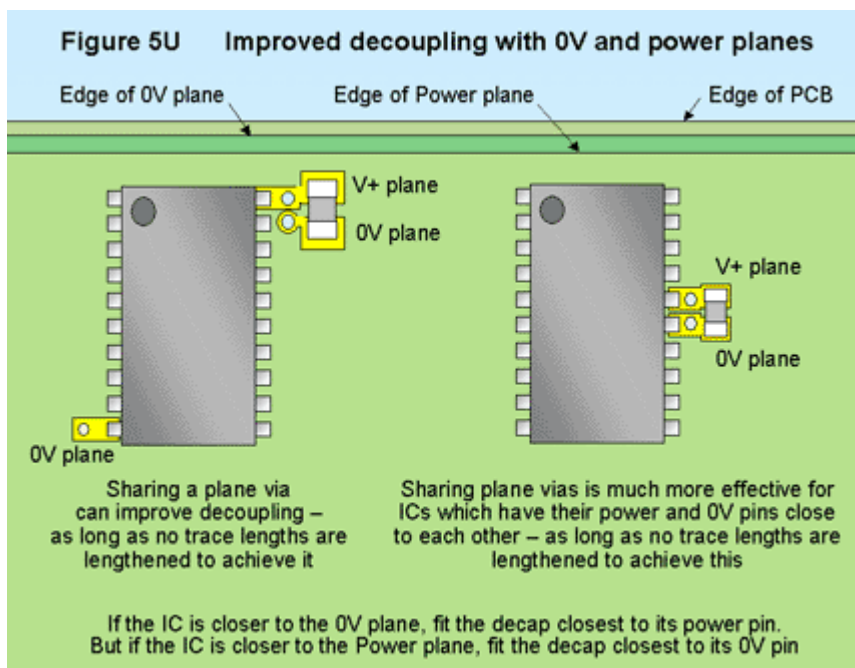 Figure 5U Improved decoupling with 0V and power planes
Edge of 0V plane Edge of Power plane Edge of PCB
V+ plane
0V plane
0V plane
Sharing a plane via
can improve decoupling –
as long as no trace lengths are
lengthened to achieve it
V+ plane
0V plane
Sharing plane vias is much more effective for
ICs which have their power and 0V pins close
to each other – as long as no trace lengths are
lengthened to achieve this
If the IC is closer to the 0V plane, fit the decap closest to its power pin.
But if the IC is closer to the Power plane, fit the decap closest to its 0V pin